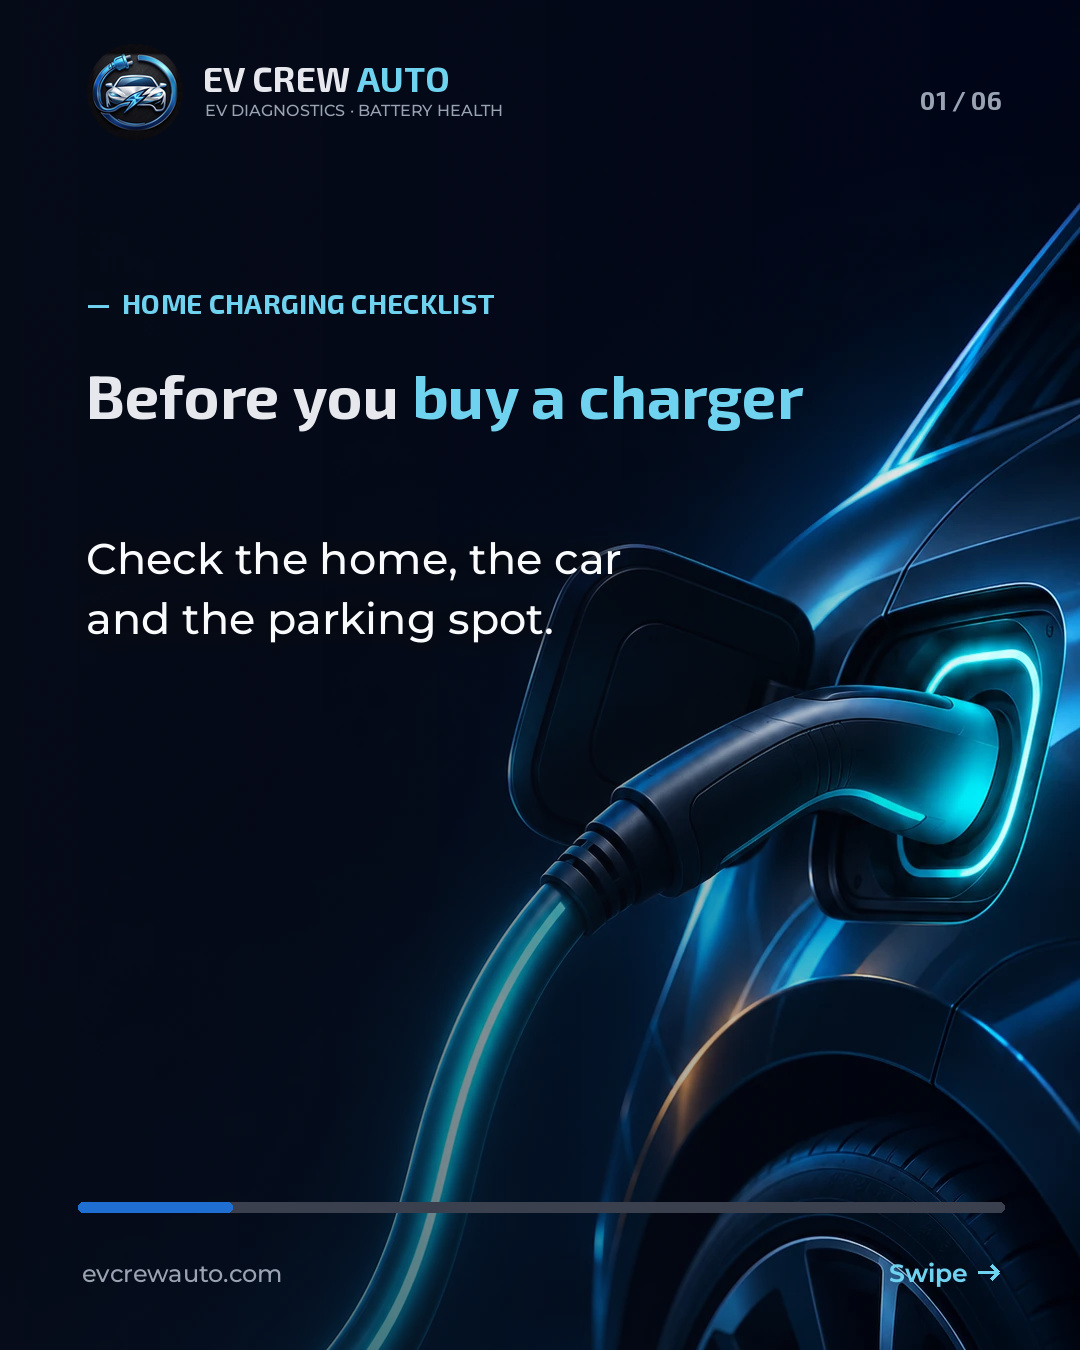 EV CREW AUTO
EV DIAGNOSTICS · BATTERY HEALTH
01 / 06
— HOME CHARGING CHECKLIST
Before you buy a charger
Check the home, the car
and the parking spot.
evcrewauto.com
Swipe →